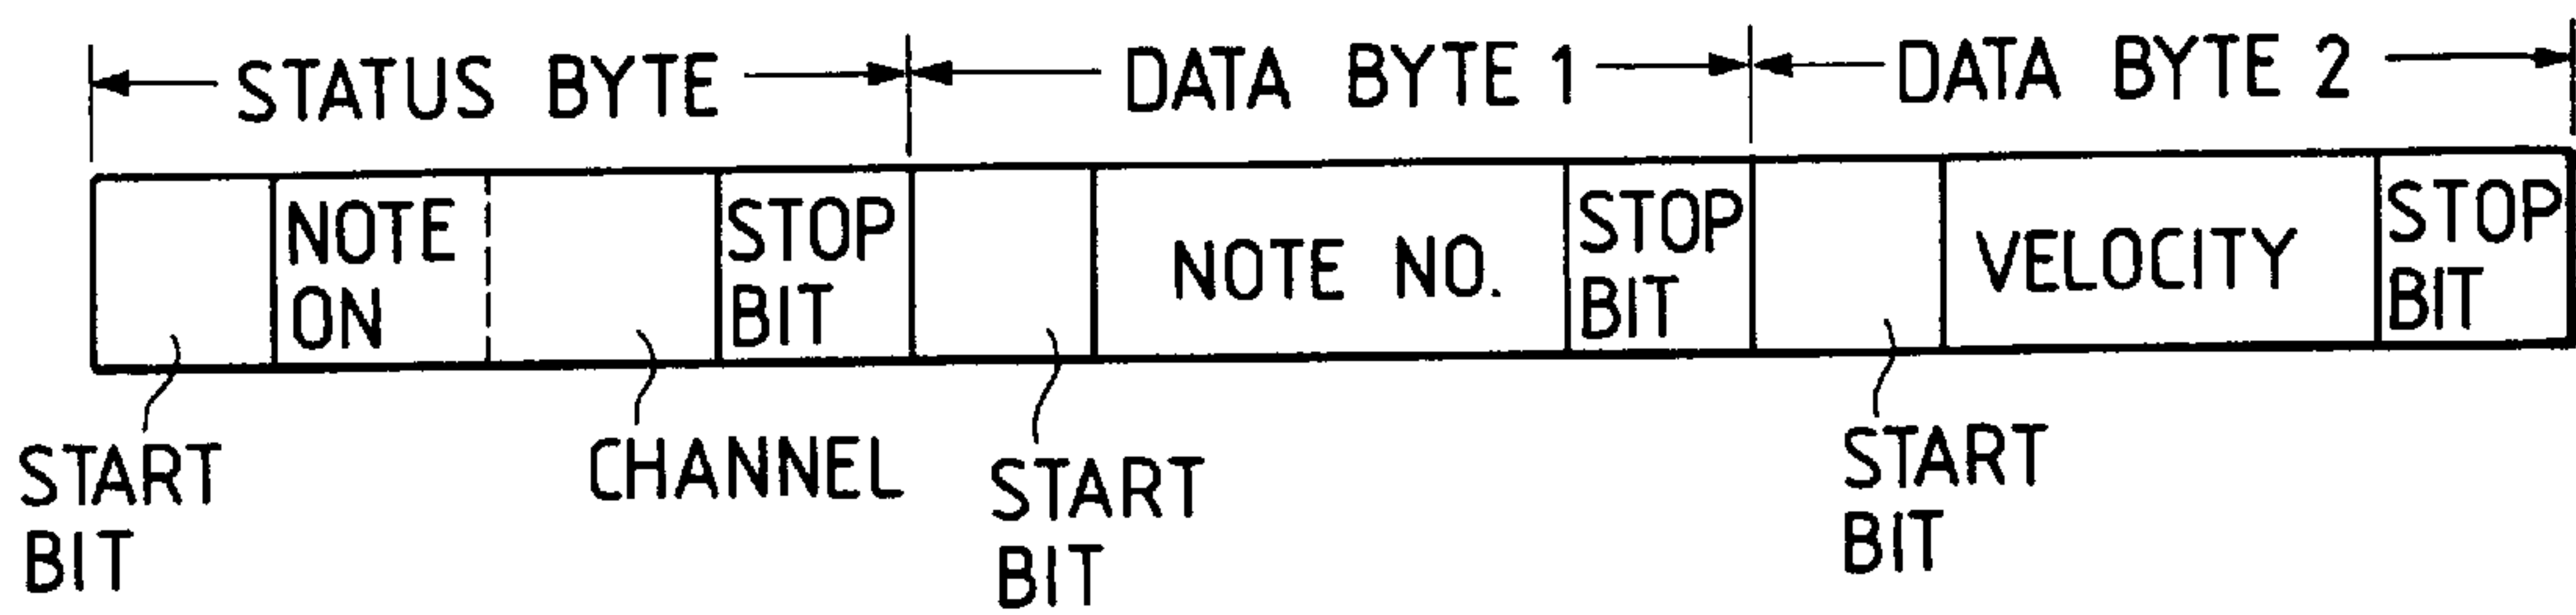 STATUS BYTE
DATA BYTE 1
DATA BYTE 2
NOTE
ON
STOP
BIT
NOTE NO.
STOP
BIT
VELOCITY
STOP
BIT
START
BIT
CHANNEL
START
BIT
START
BIT